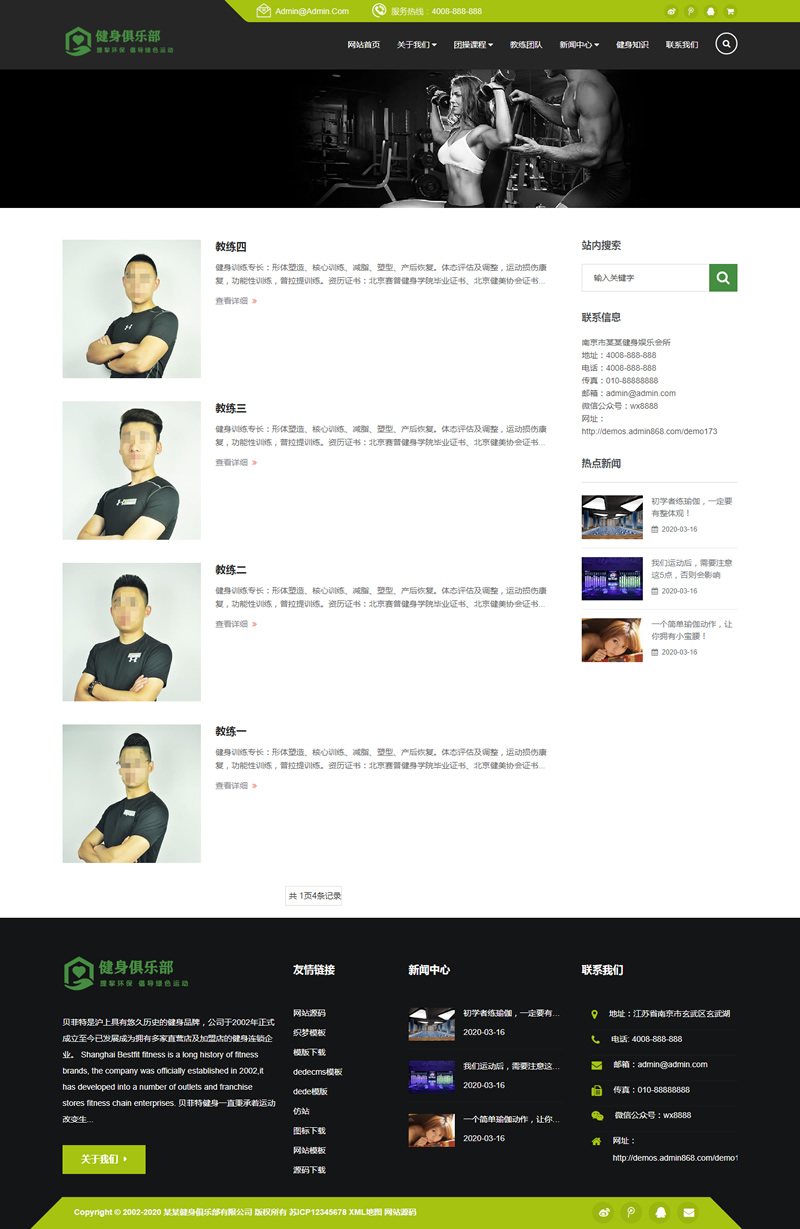 Admin@Admin.Com
服务热线：4008-888-888
健身俱乐部
提挈环保 倡导绿色运动
网站首页
关于我们
团操课程
教练团队
新闻中心
健身知识
联系我们
教练四
健身训练专长：形体塑造、核心训练、减脂、塑型、产后恢复。体态评估及调整，运动损伤康
复，功能性训练，普拉提训练。资历证书：北京赛普健身学院毕业证书、北京健美协会证书...
查看详细 »
教练三
健身训练专长：形体塑造、核心训练、减脂、塑型、产后恢复。体态评估及调整，运动损伤康
复，功能性训练，普拉提训练。资历证书：北京赛普健身学院毕业证书、北京健美协会证书...
查看详细 »
教练二
健身训练专长：形体塑造、核心训练、减脂、塑型、产后恢复。体态评估及调整，运动损伤康
复，功能性训练，普拉提训练。资历证书：北京赛普健身学院毕业证书、北京健美协会证书...
查看详细 »
教练一
健身训练专长：形体塑造、核心训练、减脂、塑型、产后恢复。体态评估及调整，运动损伤康
复，功能性训练，普拉提训练。资历证书：北京赛普健身学院毕业证书、北京健美协会证书...
查看详细 »
共 1页4条记录
站内搜索
输入关键字
联系信息
南京市某某健身娱乐会所
地址：4008-888-888
电话：4008-888-888
传真：010-88888888
邮箱：admin@admin.com
微信公众号：wx8888
网址：
http://demos.admin868.com/demo173
热点新闻
初学者练瑜伽，一定要
有整体观！
2020-03-16
我们运动后，需要注意
这5点，否则会影响
2020-03-16
一个简单瑜伽动作，让
你拥有小蛮腰！
2020-03-16
健身俱乐部
提挈环保 倡导绿色运动
贝菲特是沪上具有悠久历史的健身品牌，公司于2002年正式
成立至今已发展成为拥有多家直营店及加盟店的健身连锁企
业。 Shanghai Bestfit fitness is a long history of fitness
brands, the company was officially established in 2002,it
has developed into a number of outlets and franchise
stores fitness chain enterprises. 贝菲特健身一直秉承着运动
改变生...
关于我们
友情链接
网站源码
织梦模板
模版下载
dedecms模板
dede模版
仿站
图标下载
网站模板
源码下载
新闻中心
初学者练瑜伽，一定要有...
2020-03-16
我们运动后，需要注意这...
2020-03-16
一个简单瑜伽动作，让你...
2020-03-16
联系我们
地址：江苏省南京市玄武区玄武湖
电话: 4008-888-888
邮箱：admin@admin.com
传真：010-88888888
微信公众号：wx8888
网址：
http://demos.admin868.com/demo1
Copyright © 2002-2020 某某健身俱乐部有限公司 版权所有 苏ICP12345678 XML地图 网站源码